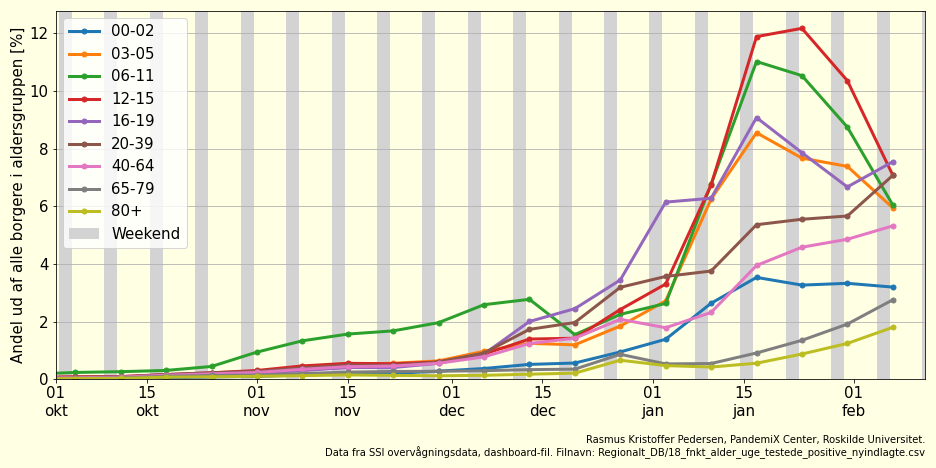 Andel ud af alle borgere i aldersgruppen [%]
12
10
8
6
4
2
0
00-02
03-05
06-11
12-15
16-19
20-39
40-64
65-79
80+
Weekend
01 15 01 15 01 15 01 15 01
okt okt nov nov dec dec jan jan feb
Rasmus Kristoffer Pedersen, PandemiX Center, Roskilde Universitet.
Data fra SSI overvågningsdata, dashboard-fil. Filnavn: Regionalt_DB/18_fnkt_alder_uge_testede_positive_nyindlagte.csv